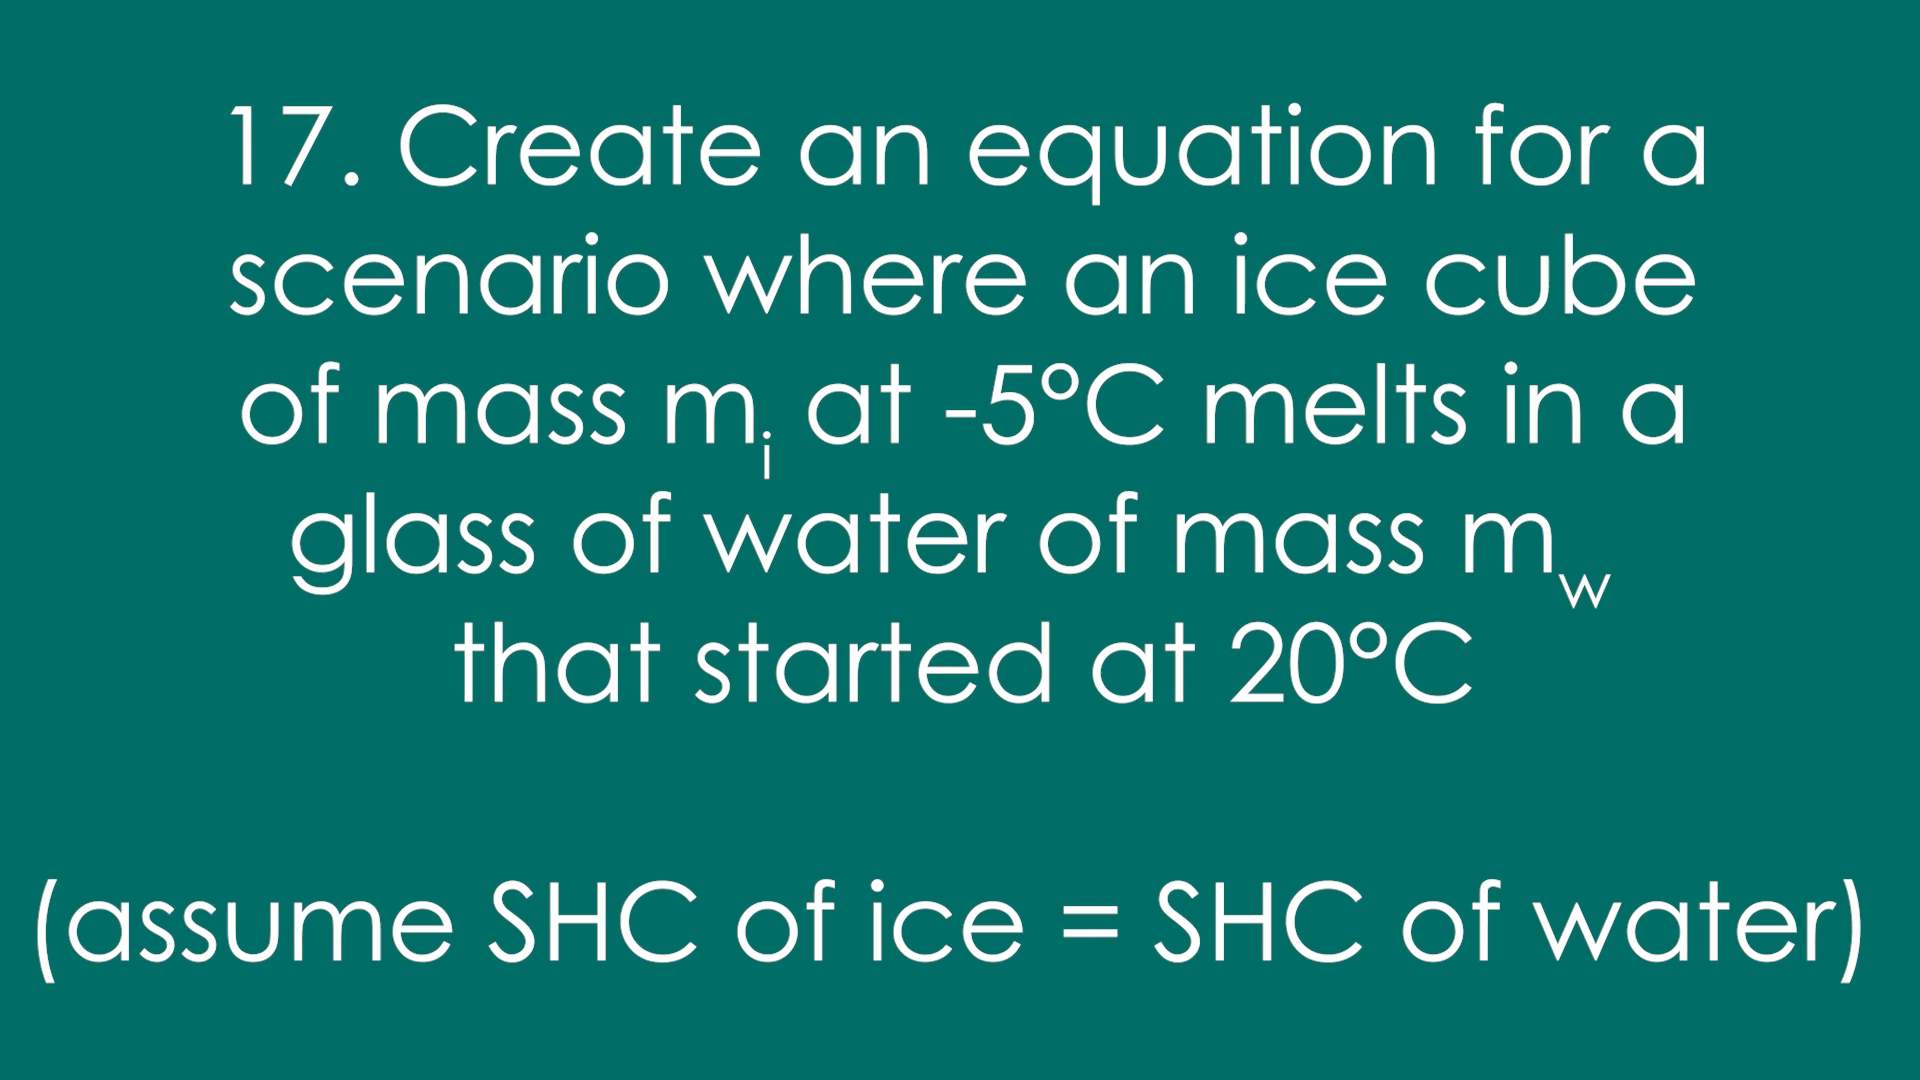 17. Create an equation for a
scenario where an ice cube
of mass mᵢ at -5°C melts in a
glass of water of mass m_w
that started at 20°C
(assume SHC of ice = SHC of water)